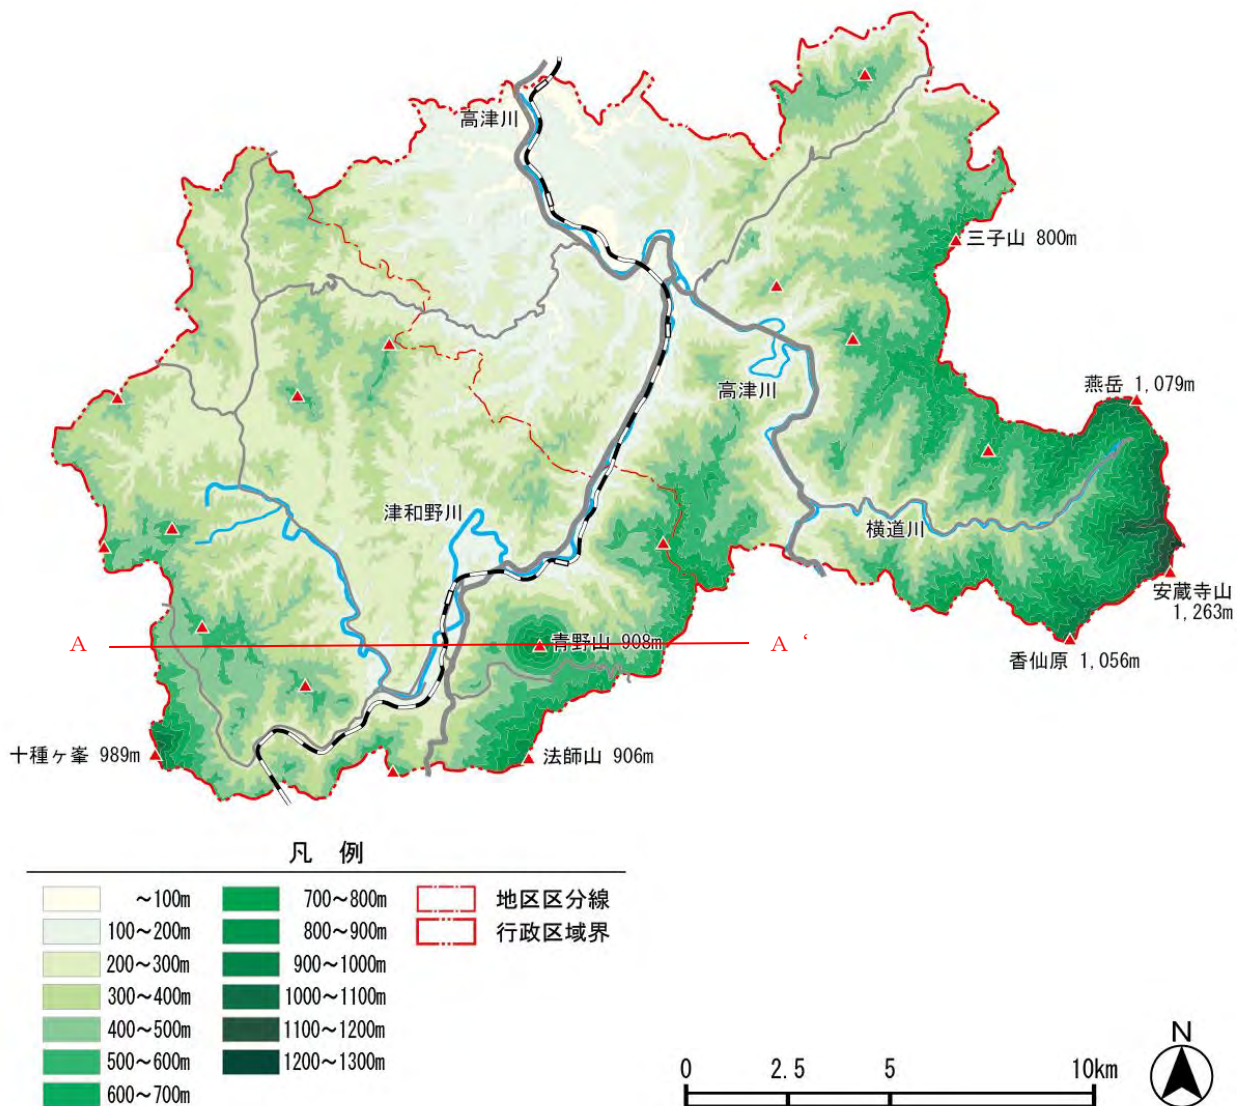 高津川
三子山 800m
燕岳 1,079m
高津川
津和野川
横道川
安蔵寺山
1,263m
A
青野山 908m
A‘
香仙原 1,056m
十種ヶ峯 989m
法師山 906m
凡 例
～100m
100～200m
200～300m
300～400m
400～500m
500～600m
600～700m
700～800m
800～900m
900～1000m
1000～1100m
1100～1200m
1200～1300m
地区区分線
行政区域界
0 2.5 5 10km
N